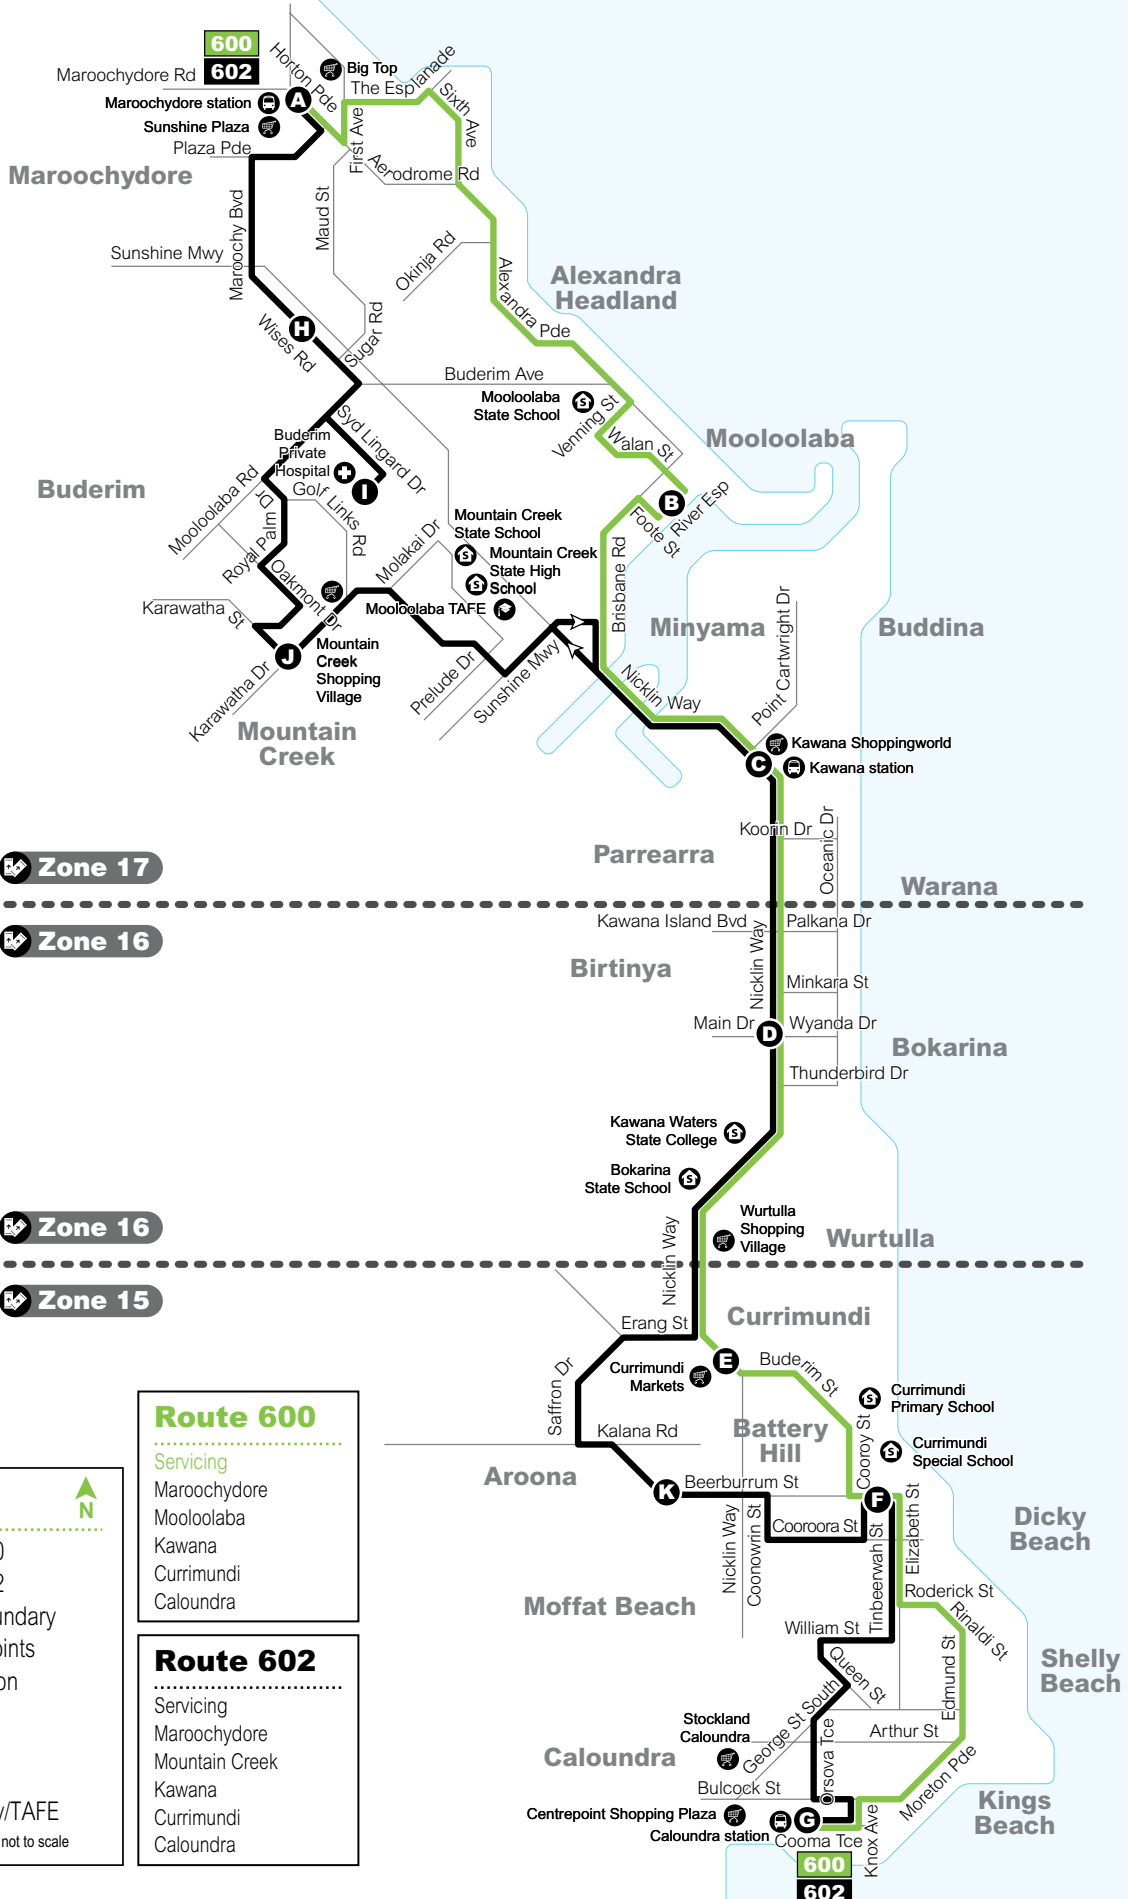 600
602
Maroochydore Rd
Horton Pde
Big Top
The Esplanade
Sixth Ave
Maroochydore station
A
Sunshine Plaza
Plaza Pde
First Ave
Aerodrome Rd
Maroochydore
Maroochy Bvd
Maud St
Sunshine Mwy
Okinja Rd
Alexandra Pde
Alexandra
Headland
H
Wises Rd
Sugar Rd
Buderim Ave
Mooloolaba
State School
Venning St
Walan St
Mooloolaba
Syd Lingard Dr
Buderim
Private
Hospital
I
Buderim
Mooloolaba Rd
Golf Links Rd
Royal Palm Dr
B
River Esp
Foote St
Mountain Creek
State School
Mountain Creek
State High
School
Mooloolaba TAFE
Molakai Dr
Brisbane Rd
Oakmont Dr
Karawatha St
J
Mountain
Creek
Shopping
Village
Karawatha Dr
Prelude Dr
Sunshine Mwy
Minyama
Buddina
Point Cartwright Dr
Nicklin Way
Mountain
Creek
Kawana Shoppingworld
C
Kawana station
Koorin Dr
Oceanic Dr
Parrearra
Zone 17
Warana
Zone 16
Kawana Island Bvd
Palkana Dr
Nicklin Way
Birtinya
Minkara St
Main Dr
D
Wyanda Dr
Bokarina
Thunderbird Dr
Kawana Waters
State College
Bokarina
State School
Wurtulla
Shopping
Village
Wurtulla
Zone 16
Nicklin Way
Zone 15
Currimundi
Erang St
E
Buderim St
Currimundi
Markets
Saffron Dr
Currimundi
Primary School
Cooroy St
Kalana Rd
Battery
Hill
Currimundi
Special School
Aroona
K
Beerburrum St
F
Elizabeth St
Dicky
Beach
Cooroora St
Nicklin Way
Coonowrin St
Tinbeerwah St
Roderick St
Rinaldi St
Moffat Beach
William St
Queen St
Edmund St
Shelly
Beach
George St South
Stockland
Caloundra
Orsova Tce
Arthur St
Caloundra
Bulcock St
Moreton Pde
Kings
Beach
Centrepoint Shopping Plaza
G
Caloundra station
Cooma Tce
Knox Ave
600
602
Route 600
Servicing
Maroochydore
Mooloolaba
Kawana
Currimundi
Caloundra
Route 602
Servicing
Maroochydore
Mountain Creek
Kawana
Currimundi
Caloundra
N
0
2
undary
oints
on
y/TAFE
not to scale